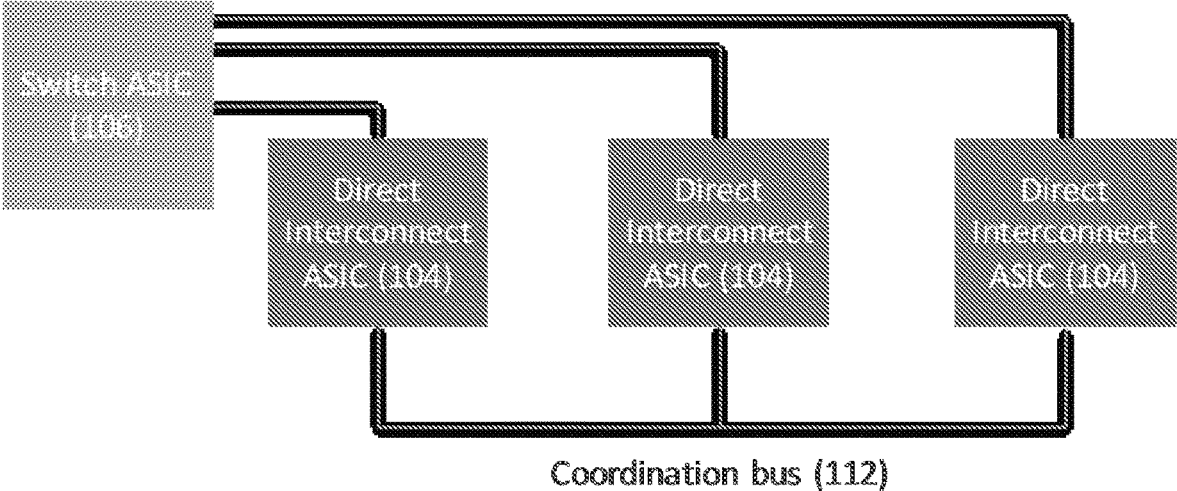 Switch ASIC
(106)
Direct
Interconnect
ASIC (104)
Direct
Interconnect
ASIC (104)
Direct
Interconnect
ASIC (104)
Coordination bus (112)